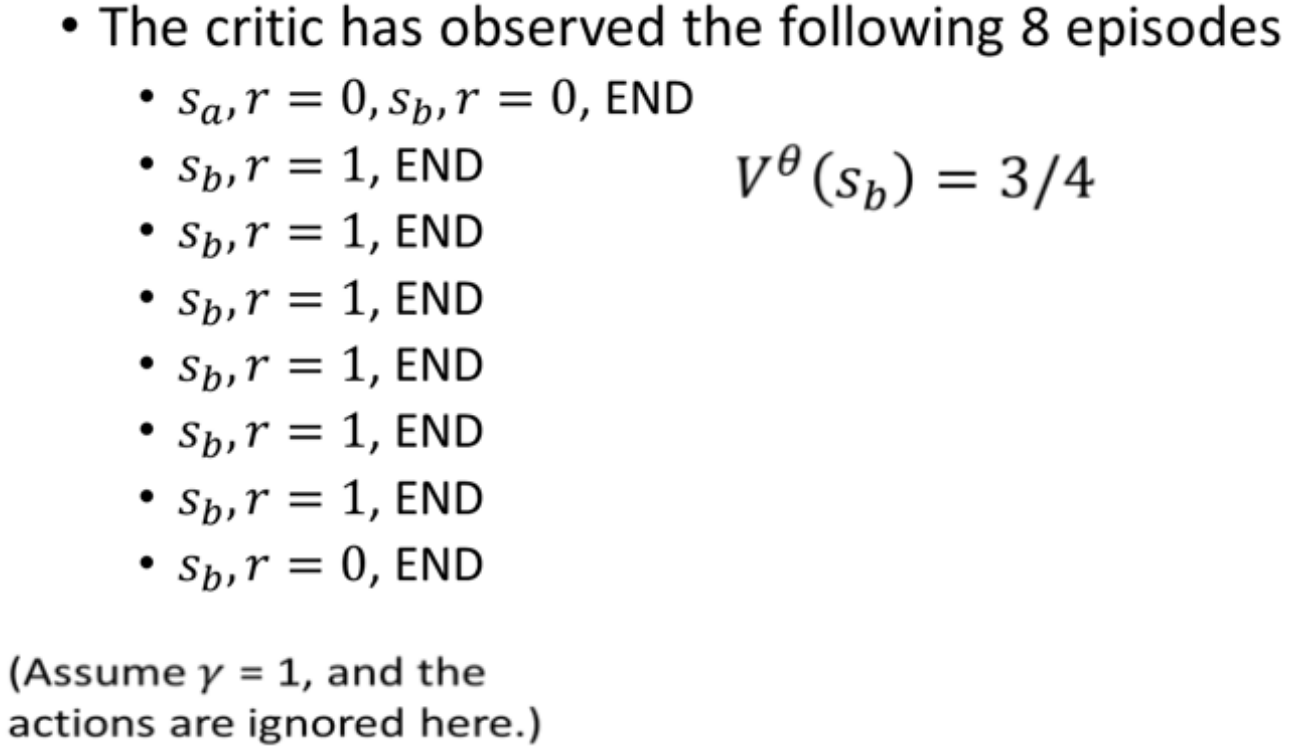 • The critic has observed the following 8 episodes
• $s_a, r = 0, s_b, r = 0$, END
• $s_b, r = 1$, END
$V^\theta(s_b) = 3/4$
• $s_b, r = 1$, END
• $s_b, r = 1$, END
• $s_b, r = 1$, END
• $s_b, r = 1$, END
• $s_b, r = 1$, END
• $s_b, r = 0$, END
(Assume $\gamma$ = 1, and the
actions are ignored here.)